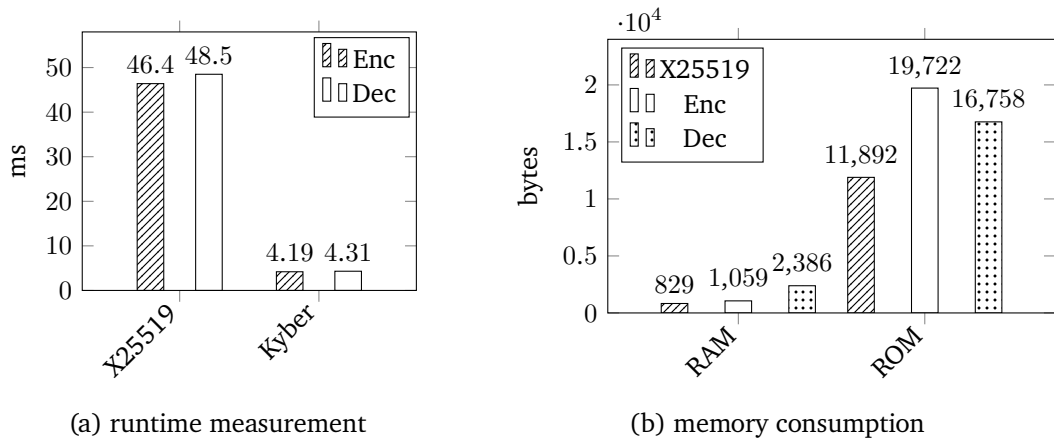 Enc
Dec
46.4
48.5
4.19
4.31
50
40
30
20
10
0
ms
X25519
Kyber
(a) runtime measurement
·10⁴
X25519
Enc
Dec
829
1,059
2,386
11,892
19,722
16,758
2
1.5
1
0.5
0
bytes
RAM
ROM
(b) memory consumption